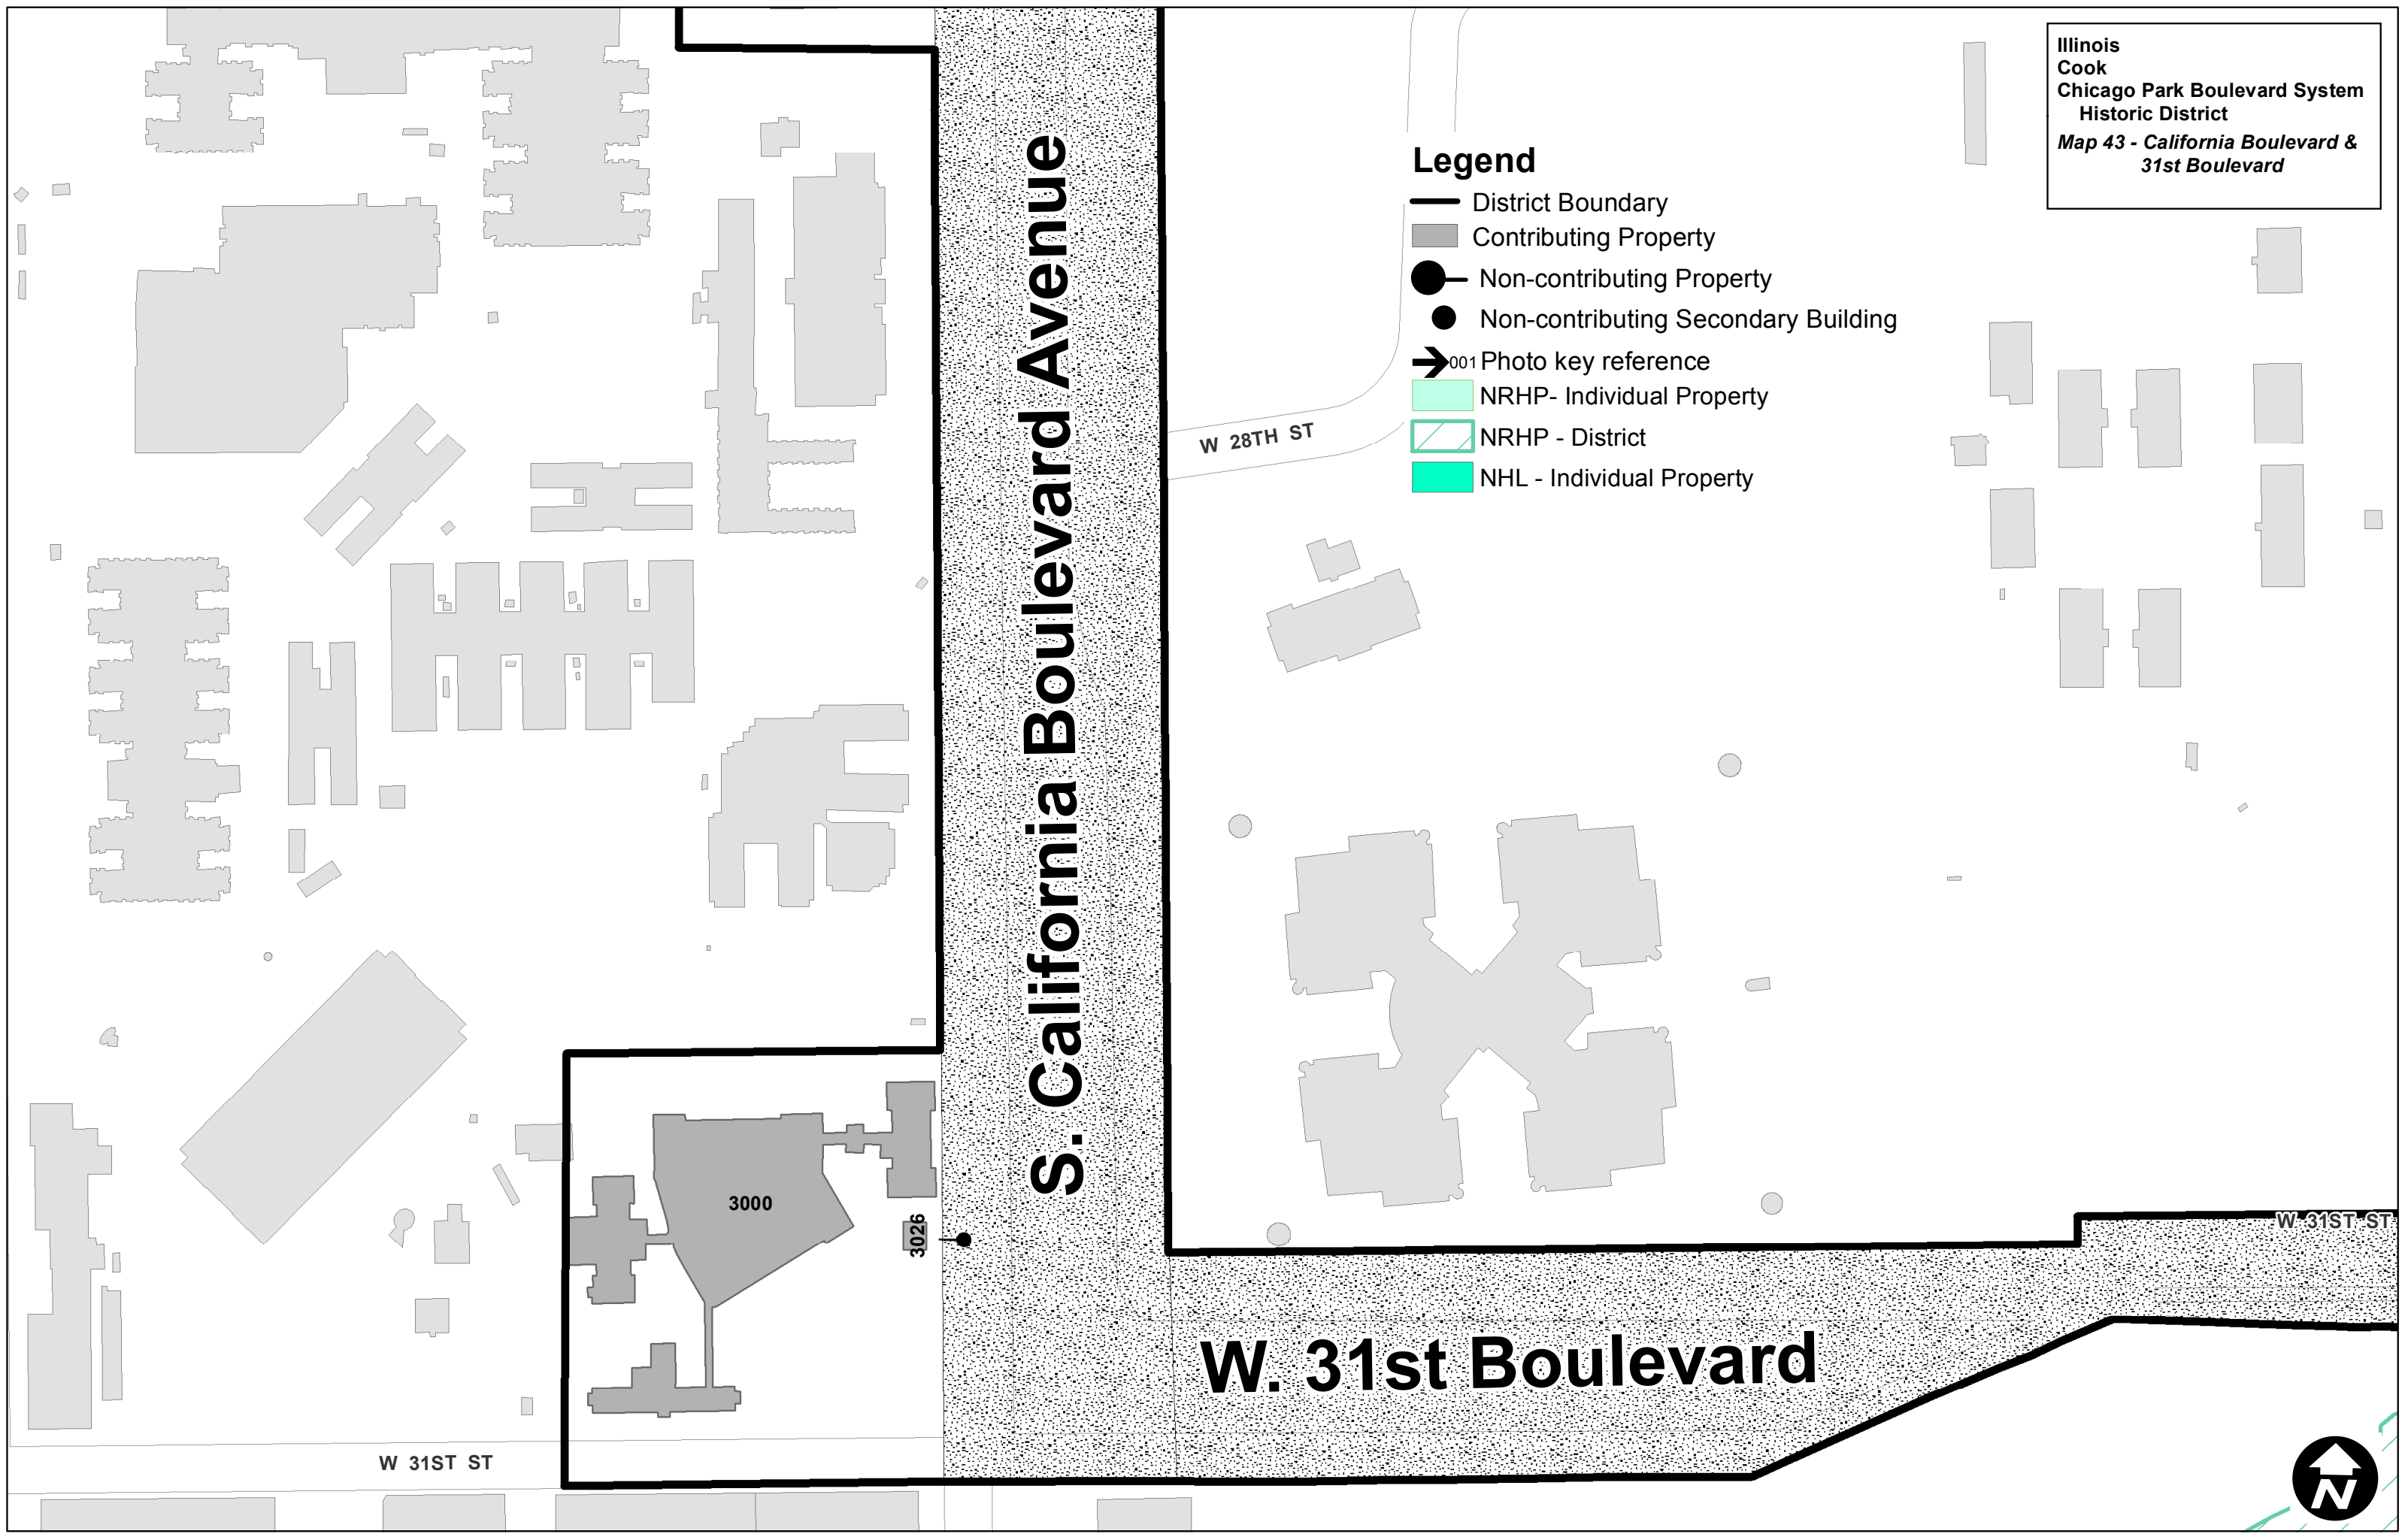 Illinois
Cook
Chicago Park Boulevard System
Historic District
Map 43 - California Boulevard &
31st Boulevard
Legend
District Boundary
Contributing Property
Non-contributing Property
Non-contributing Secondary Building
001 Photo key reference
NRHP- Individual Property
NRHP - District
NHL - Individual Property
S. California Boulevard Avenue
W 28TH ST
3000
3026
W 31ST ST
W. 31st Boulevard
W 31ST ST
N